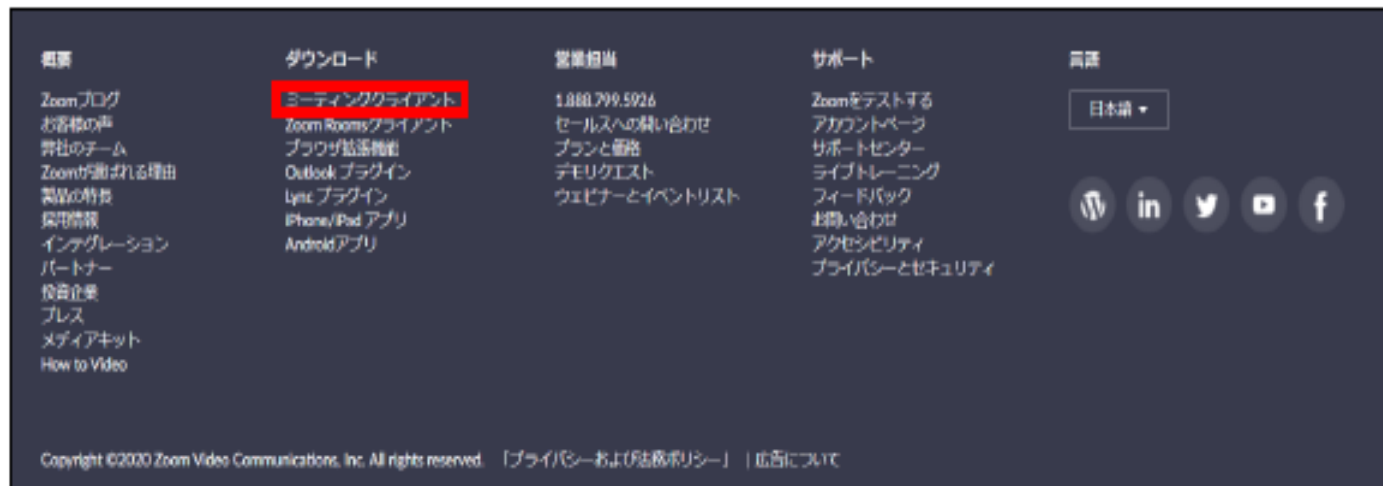 概要
Zoomブログ
お客様の声
弊社のチーム
Zoomが選ばれる理由
製品の特長
採用情報
インテグレーション
パートナー
投資企業
プレス
メディアキット
How to Video
ダウンロード
ミーティングクライアント
Zoom Roomsクライアント
ブラウザ拡張機能
Outlook プラグイン
Lync プラグイン
iPhone/iPad アプリ
Androidアプリ
営業担当
1.888.799.5926
セールスへの問い合わせ
プランと価格
デモリクエスト
ウェビナーとイベントリスト
サポート
Zoomをテストする
アカウントページ
サポートセンター
ライブトレーニング
フィードバック
お問い合わせ
アクセシビリティ
プライバシーとセキュリティ
言語
日本語
Copyright ©2020 Zoom Video Communications, Inc. All rights reserved. 「プライバシーおよび法務ポリシー」 | 広告について